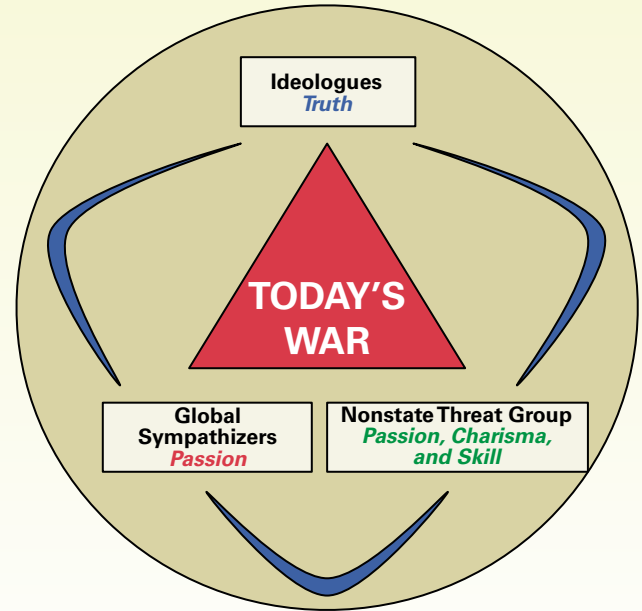 Ideologues
Truth
TODAY'S
WAR
Global
Sympathizers
Passion
Nonstate Threat Group
Passion, Charisma,
and Skill